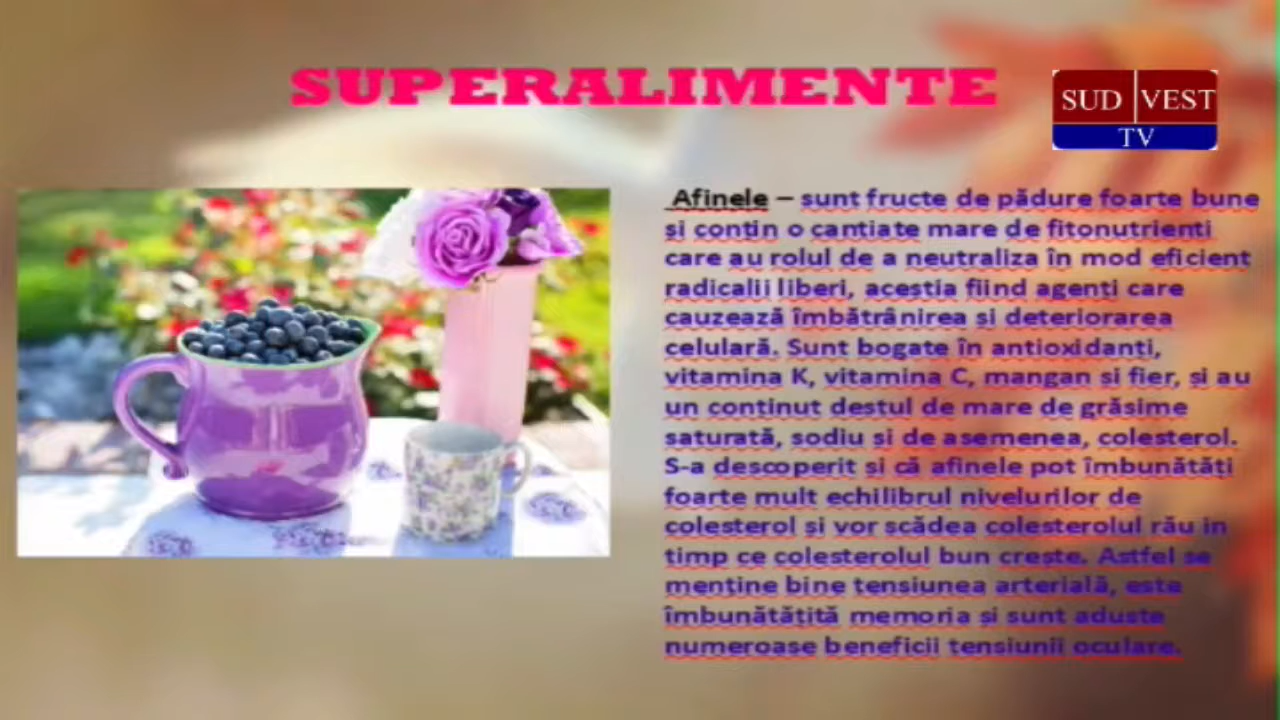 SUPERALIMENTE
SUD VEST
TV
Afinele – sunt fructe de pădure foarte bune
și conțin o cantiate mare de fitonutrienți
care au rolul de a neutraliza în mod eficient
radicalii liberi, aceștia fiind agenți care
cauzează îmbătrânirea și deteriorarea
celulară. Sunt bogate în antioxidanți,
vitamina K, vitamina C, mangan și fier, și au
un conținut destul de mare de grăsime
saturată, sodiu și de asemenea, colesterol.
S-a descoperit și că afinele pot îmbunătăți
foarte mult echilibrul nivelurilor de
colesterol și vor scădea colesterolul rău in
timp ce colesterolul bun crește. Astfel se
menține bine tensiunea arterială, este
îmbunătățită memoria și sunt aduste
numeroase beneficii tensiunii oculare.